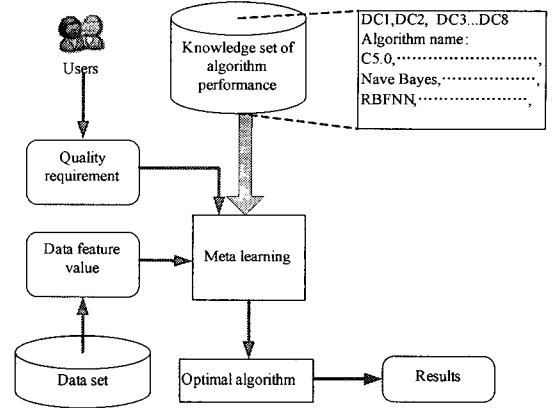 Users
Knowledge set of
algorithm
performance
DC1,DC2, DC3...DC8
Algorithm name:
C5.0,··················,
Nave Bayes,··············,
RBFNN,················,
Quality
requirement
Data feature
value
Meta learning
Data set
Optimal algorithm
Results